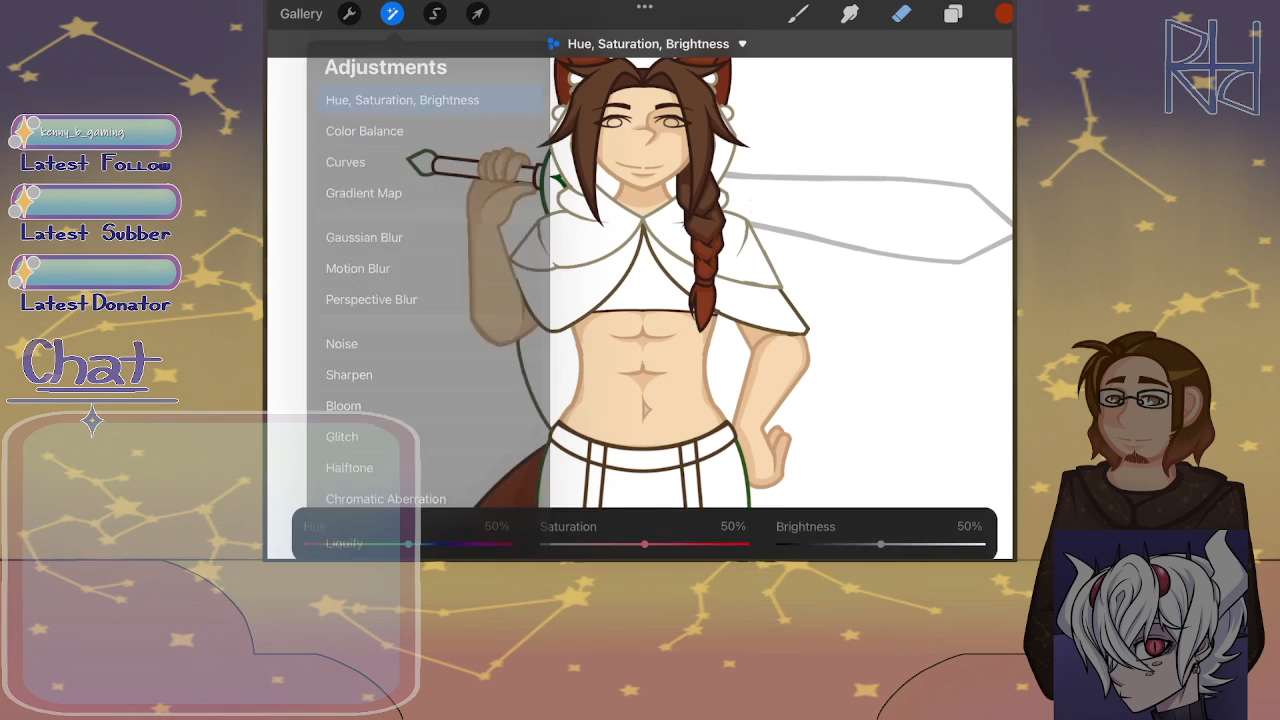 Gallery
Hue, Saturation, Brightness
Adjustments
Hue, Saturation, Brightness
Color Balance
Curves
Gradient Map
Gaussian Blur
Motion Blur
Perspective Blur
Noise
Sharpen
Bloom
Glitch
Halftone
Chromatic Aberration
Liquify
Hue 50%
Saturation 50%
Brightness 50%
kenny_b_gaming
Latest Follow
Latest Subber
Latest Donator
Chat